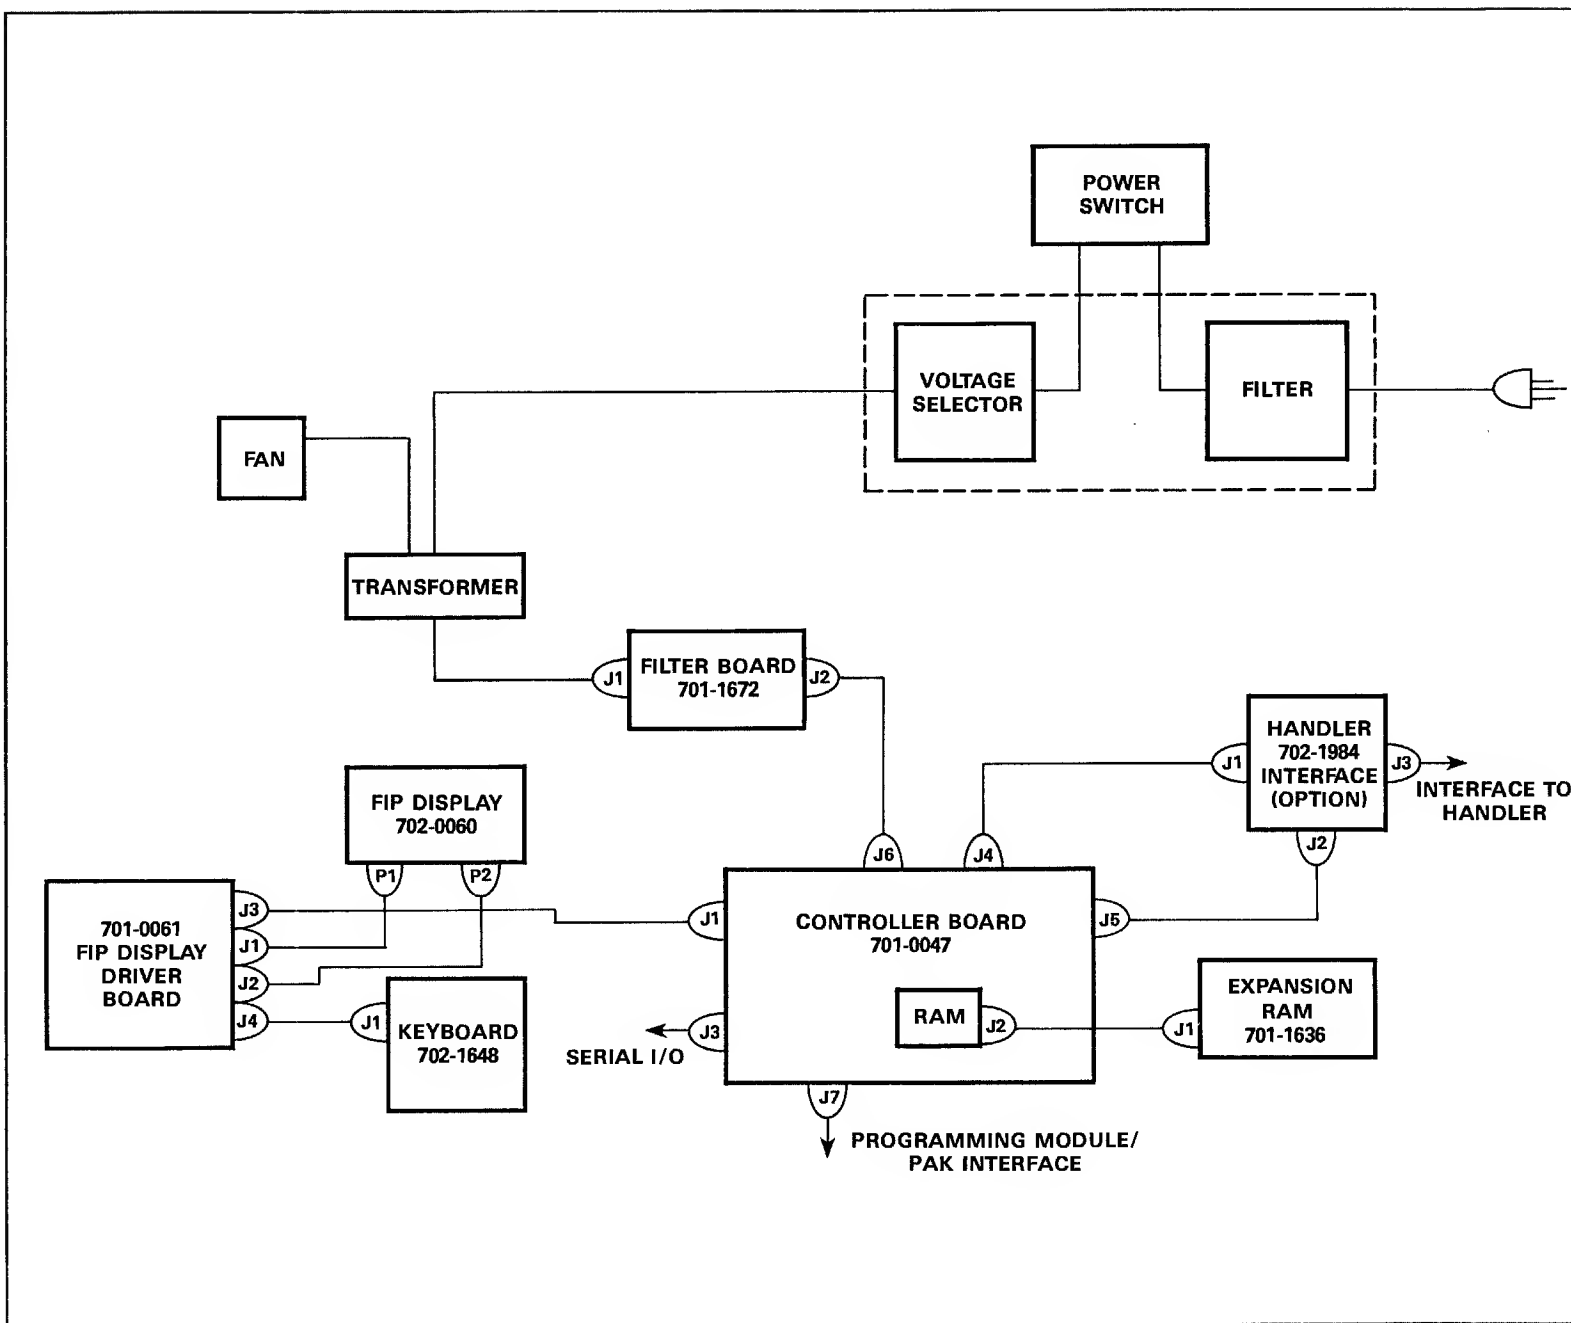 POWER
SWITCH
VOLTAGE
SELECTOR
FILTER
FAN
TRANSFORMER
J1
FILTER BOARD
701-1672
J2
HANDLER
702-1984
INTERFACE
(OPTION)
J1
J3
J2
INTERFACE TO
HANDLER
FIP DISPLAY
702-0060
P1
P2
701-0061
FIP DISPLAY
DRIVER
BOARD
J3
J1
J2
J4
J1
KEYBOARD
702-1648
J6
J4
J1
CONTROLLER BOARD
701-0047
J5
RAM
J2
J1
EXPANSION
RAM
701-1636
J3
SERIAL I/O
J7
PROGRAMMING MODULE/
PAK INTERFACE